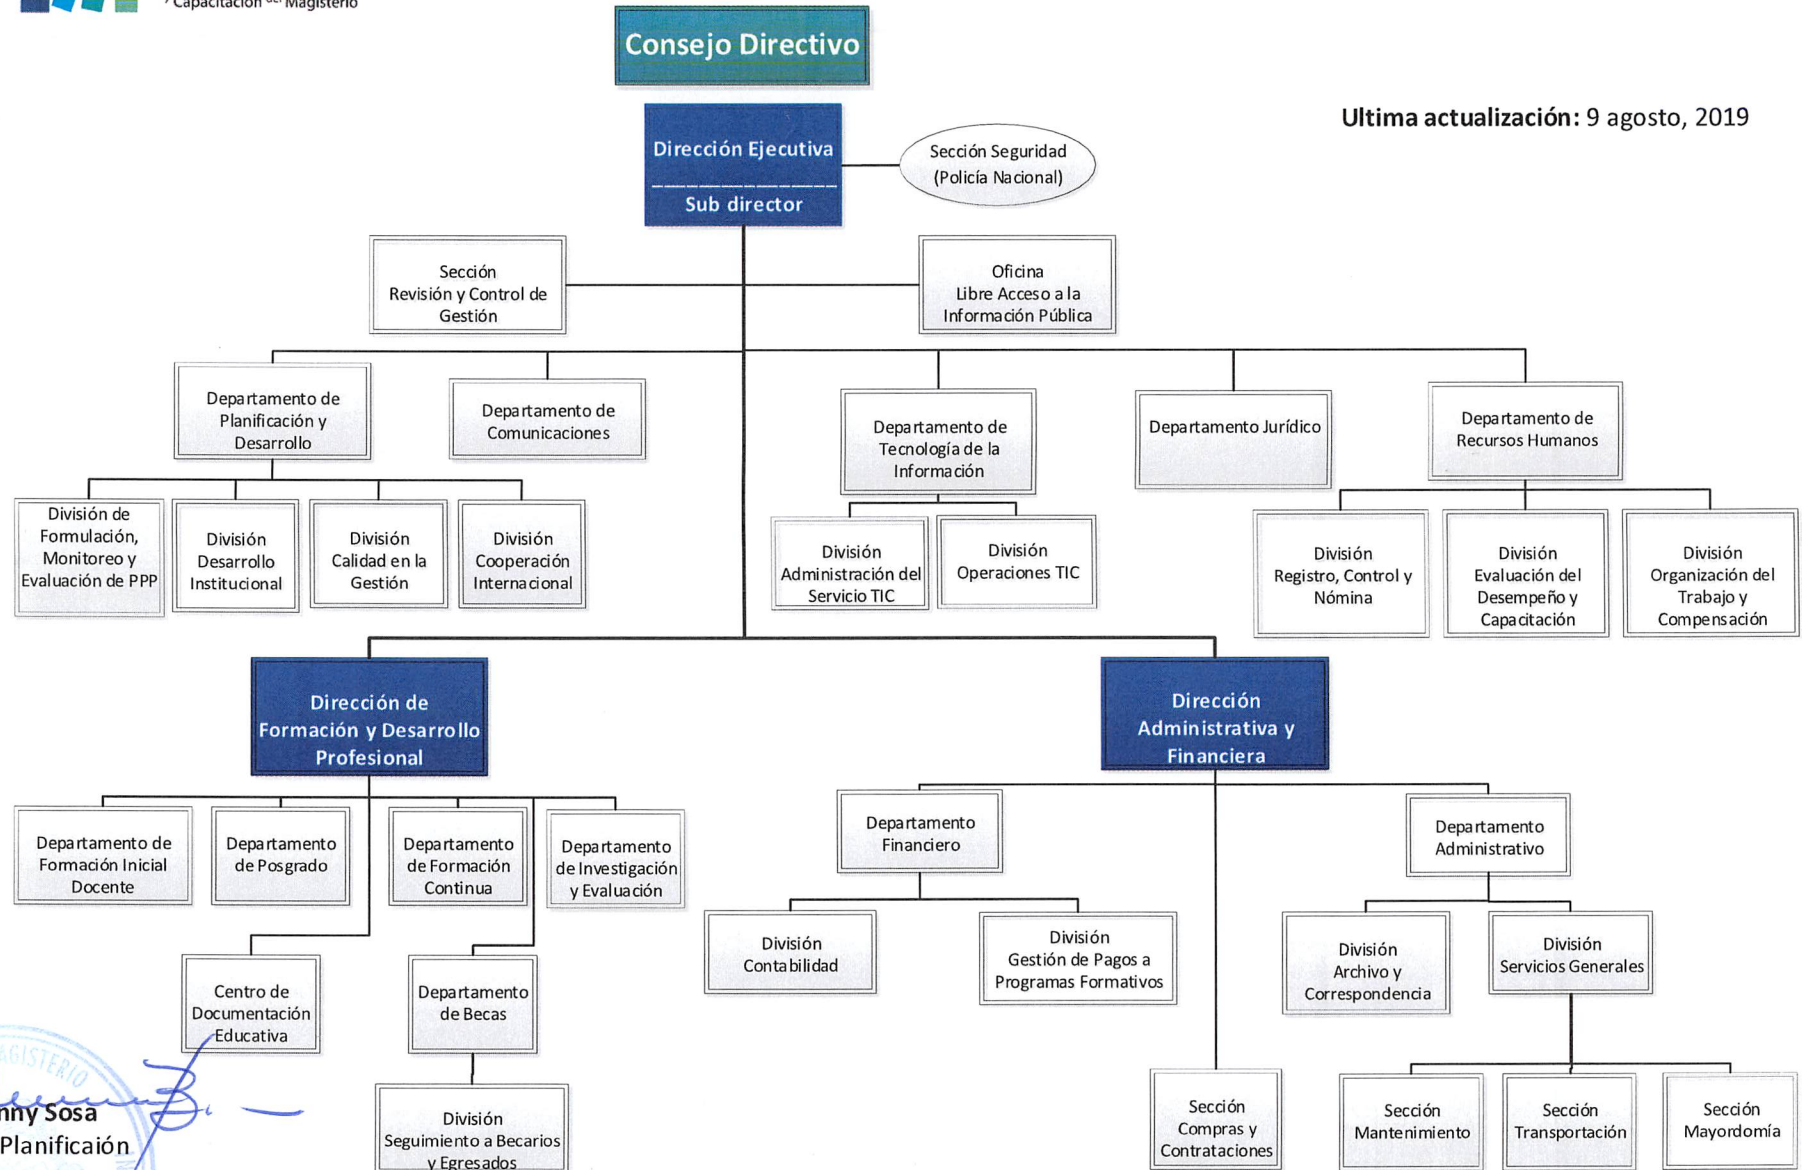 y Capacitación del Magisterio
Consejo Directivo
Ultima actualización: 9 agosto, 2019
Dirección Ejecutiva
Sub director
Sección Seguridad
(Policía Nacional)
Sección
Revisión y Control de
Gestión
Oficina
Libre Acceso a la
Información Pública
Departamento de
Planificación y
Desarrollo
Departamento de
Comunicaciones
Departamento de
Tecnología de la
Información
Departamento Jurídico
Departamento de
Recursos Humanos
División de
Formulación,
Monitoreo y
Evaluación de PPP
División
Desarrollo
Institucional
División
Calidad en la
Gestión
División
Cooperación
Internacional
División
Administración del
Servicio TIC
División
Operaciones TIC
División
Registro, Control y
Nómina
División
Evaluación del
Desempeño y
Capacitación
División
Organización del
Trabajo y
Compensación
Dirección de
Formación y Desarrollo
Profesional
Dirección
Administrativa y
Financiera
Departamento de
Formación Inicial
Docente
Departamento
de Posgrado
Departamento
de Formación
Continua
Departamento
de Investigación
y Evaluación
Departamento
Financiero
Departamento
Administrativo
División
Contabilidad
División
Gestión de Pagos a
Programas Formativos
División
Archivo y
Correspondencia
División
Servicios Generales
Centro de
Documentación
Educativa
Departamento
de Becas
División
Seguimiento a Becarios
y Egresados
Sección
Compras y
Contrataciones
Sección
Mantenimiento
Sección
Transportación
Sección
Mayordomía
AGISTERIO
nny Sosa
Planificaión